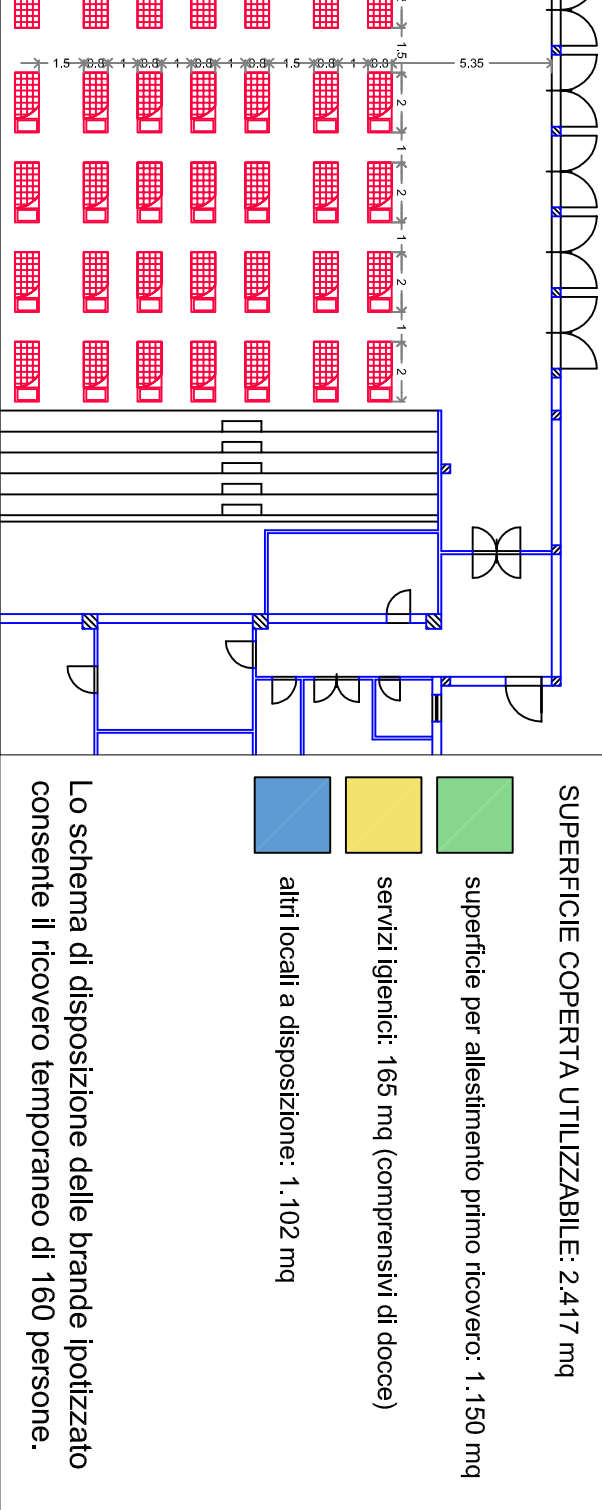 1.5 0.8 1 0.8 1 0.8 1 0.8 1.5 0.8 1 0.8 5.35
1.5
2
1
2
1
2
1
2
SUPERFICIE COPERTA UTILIZZABILE: 2.417 mq
superficie per allestimento primo ricovero: 1.150 mq
servizi igienici: 165 mq (comprensivi di docce)
altri locali a disposizione: 1.102 mq
Lo schema di disposizione delle brande ipotizzato
consente il ricovero temporaneo di 160 persone.